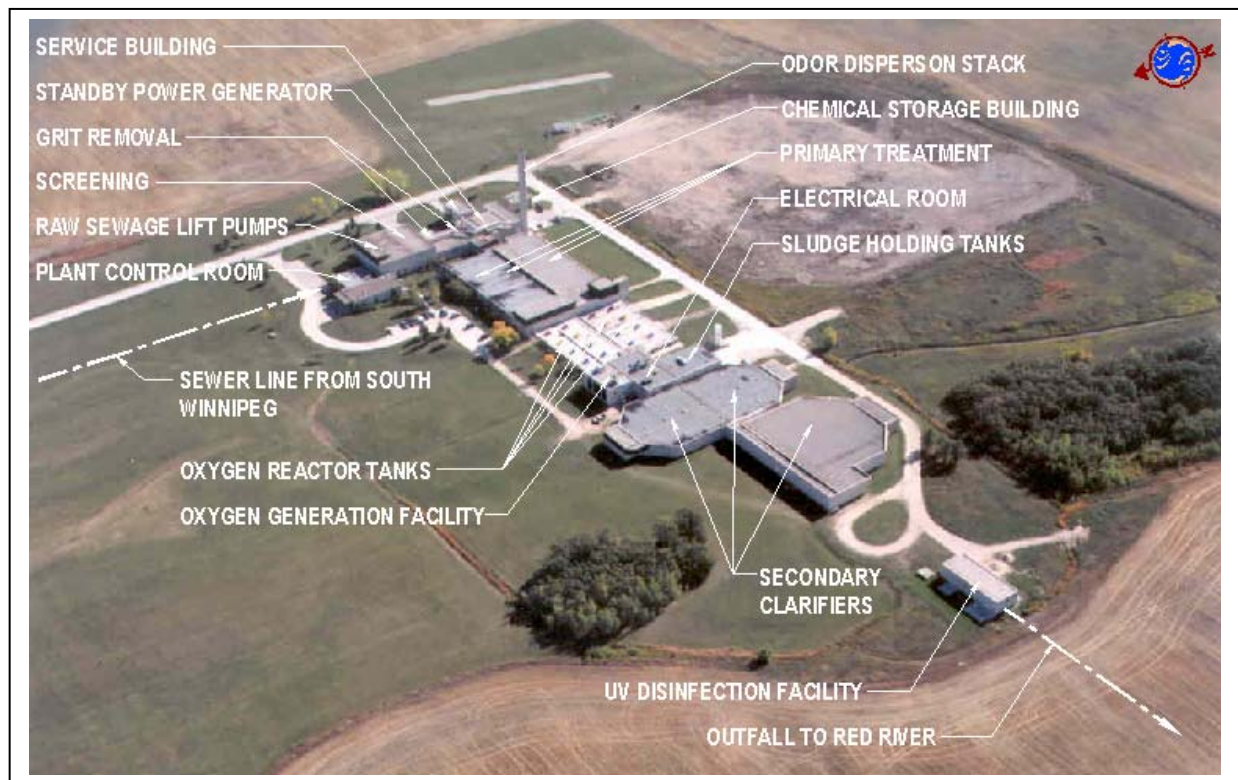 SERVICE BUILDING
STANDBY POWER GENERATOR
GRIT REMOVAL
SCREENING
RAW SEWAGE LIFT PUMPS
PLANT CONTROL ROOM
SEWER LINE FROM SOUTH
WINNIPEG
OXYGEN REACTOR TANKS
OXYGEN GENERATION FACILITY
ODOR DISPERSON STACK
CHEMICAL STORAGE BUILDING
PRIMARY TREATMENT
ELECTRICAL ROOM
SLUDGE HOLDING TANKS
SECONDARY
CLARIFIERS
UV DISINFECTION FACILITY
OUTFALL TO RED RIVER